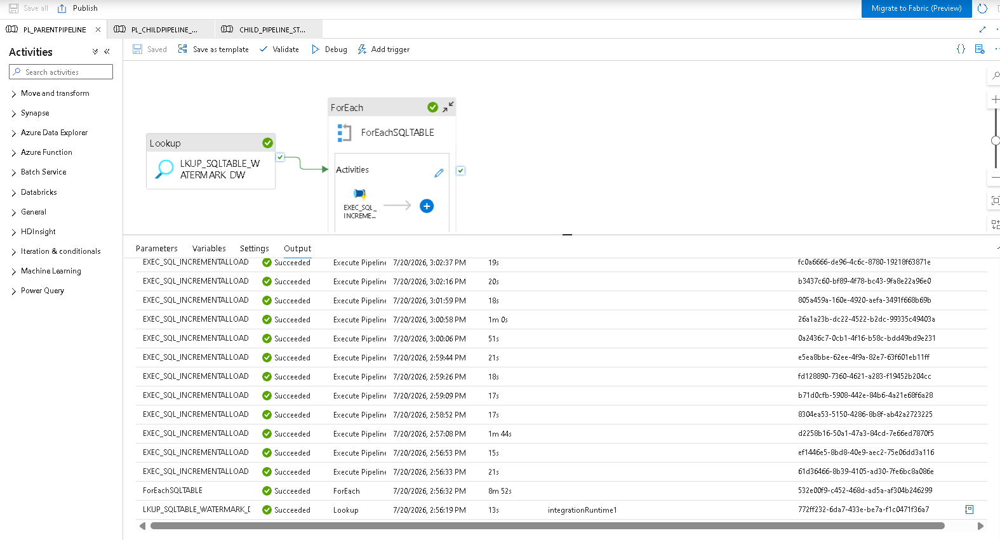 Save all Publish Migrate to Fabric (Preview)
PL_PARENTPIPELINE PL_CHILDPIPELINE_... CHILD_PIPELINE_ST...
Activities
Search activities
Move and transform
Synapse
Azure Data Explorer
Azure Function
Batch Service
Databricks
General
HDInsight
Iteration & conditionals
Machine Learning
Power Query
Saved Save as template Validate Debug Add trigger
Lookup
LKUP_SQLTABLE_W
ATERMARK_DW
ForEach
ForEachSQLTABLE
Activities
EXEC_SQL_
INCREME...
Parameters Variables Settings Output
EXEC_SQL_INCREMENTALLOAD Succeeded Execute Pipeline 7/20/2026, 3:02:37 PM 19s fc0a6666-de96-4c6c-8780-19218f63871e
EXEC_SQL_INCREMENTALLOAD Succeeded Execute Pipeline 7/20/2026, 3:02:16 PM 20s b3437c60-bf89-4f78-bc43-9fa8e22a96e0
EXEC_SQL_INCREMENTALLOAD Succeeded Execute Pipeline 7/20/2026, 3:01:59 PM 18s 805a459a-160e-4920-aefa-3491f668b69b
EXEC_SQL_INCREMENTALLOAD Succeeded Execute Pipeline 7/20/2026, 3:00:58 PM 1m 0s 26a1a23b-dc22-4522-b2dc-99335c49403a
EXEC_SQL_INCREMENTALLOAD Succeeded Execute Pipeline 7/20/2026, 3:00:06 PM 51s 0a2436c7-0cb1-4f16-b58c-bdd49bd9e231
EXEC_SQL_INCREMENTALLOAD Succeeded Execute Pipeline 7/20/2026, 2:59:44 PM 21s e5ea8bbe-62ee-4f9a-82e7-63f601eb11ff
EXEC_SQL_INCREMENTALLOAD Succeeded Execute Pipeline 7/20/2026, 2:59:26 PM 18s fd128890-7360-4621-a283-f19452b204cc
EXEC_SQL_INCREMENTALLOAD Succeeded Execute Pipeline 7/20/2026, 2:59:09 PM 17s b71d0cfb-5908-442e-84b6-4a21e68f6a28
EXEC_SQL_INCREMENTALLOAD Succeeded Execute Pipeline 7/20/2026, 2:58:52 PM 17s 8304ea53-5150-4286-8b8f-ab42a2723225
EXEC_SQL_INCREMENTALLOAD Succeeded Execute Pipeline 7/20/2026, 2:57:08 PM 1m 44s d2258b16-50a1-47a3-84cd-7e66ed7870f5
EXEC_SQL_INCREMENTALLOAD Succeeded Execute Pipeline 7/20/2026, 2:56:53 PM 15s ef1446e5-8bd8-40e9-aec2-75e06dd3a116
EXEC_SQL_INCREMENTALLOAD Succeeded Execute Pipeline 7/20/2026, 2:56:33 PM 21s 61d36466-8b39-4105-ad30-7fe6bc8a086e
ForEachSQLTABLE Succeeded ForEach 7/20/2026, 2:56:32 PM 8m 52s 532e00f9-c452-468d-ad5a-af304b246299
LKUP_SQLTABLE_WATERMARK_D Succeeded Lookup 7/20/2026, 2:56:19 PM 13s integrationRuntime1 772ff232-6da7-433e-be7a-f1c0471f36a7